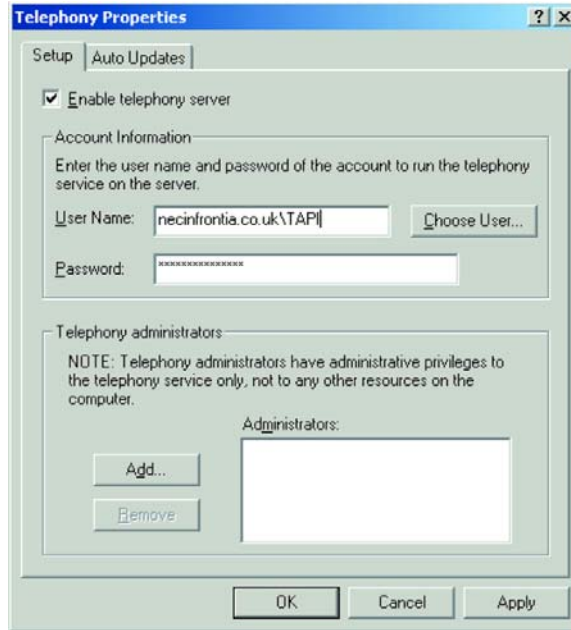 Telephony Properties
Setup
Auto Updates
Enable telephony server
Account Information
Enter the user name and password of the account to run the telephony
service on the server.
User Name:
necinfrontia.co.uk\TAPI
Choose User...
Password:
***************
Telephony administrators
NOTE: Telephony administrators have administrative privileges to
the telephony service only, not to any other resources on the
computer.
Administrators:
Add...
Remove
OK
Cancel
Apply